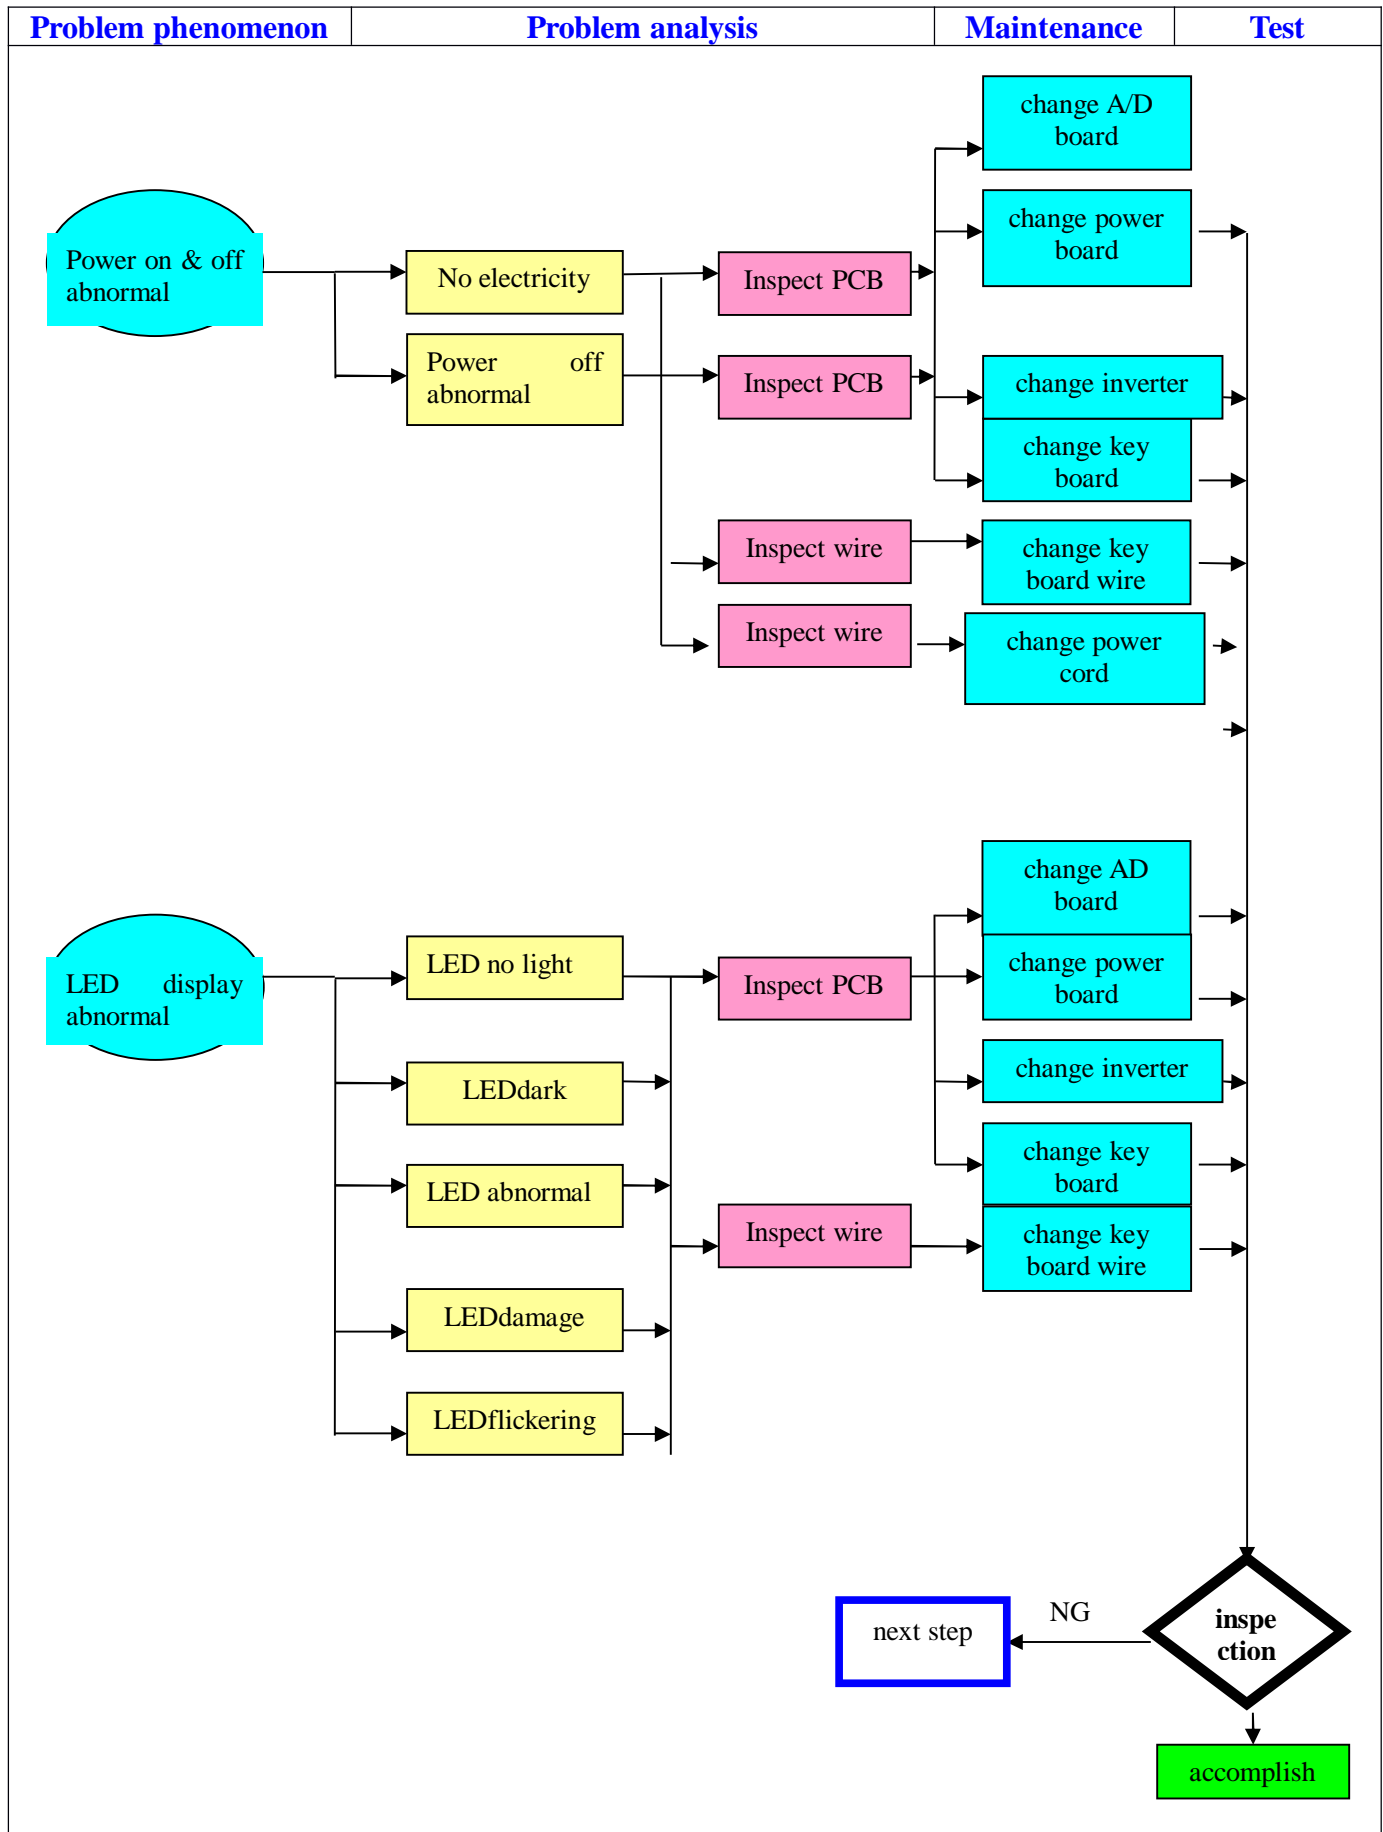 Problem phenomenon
Problem analysis
Maintenance
Test
change A/D
board
Power on & off
abnormal
No electricity
Inspect PCB
change power
board
Power off
abnormal
Inspect PCB
change inverter
change key
board
Inspect wire
change key
board wire
Inspect wire
change power
cord
LED display
abnormal
LED no light
Inspect PCB
change AD
board
change power
board
LEDdark
change inverter
LED abnormal
change key
board
Inspect wire
change key
board wire
LEDdamage
LEDflickering
next step
NG
inspe
ction
accomplish